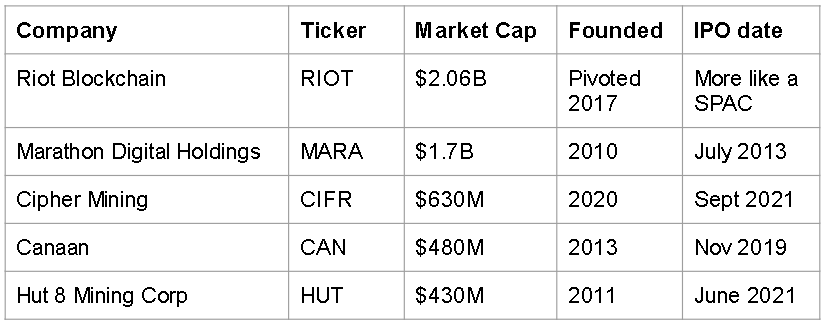 Company Ticker Market Cap Founded IPO date
Riot Blockchain RIOT $2.06B Pivoted More like a
2017 SPAC
Marathon Digital Holdings MARA $1.7B 2010 July 2013
Cipher Mining CIFR $630M 2020 Sept 2021
Canaan CAN $480M 2013 Nov 2019
Hut 8 Mining Corp HUT $430M 2011 June 2021